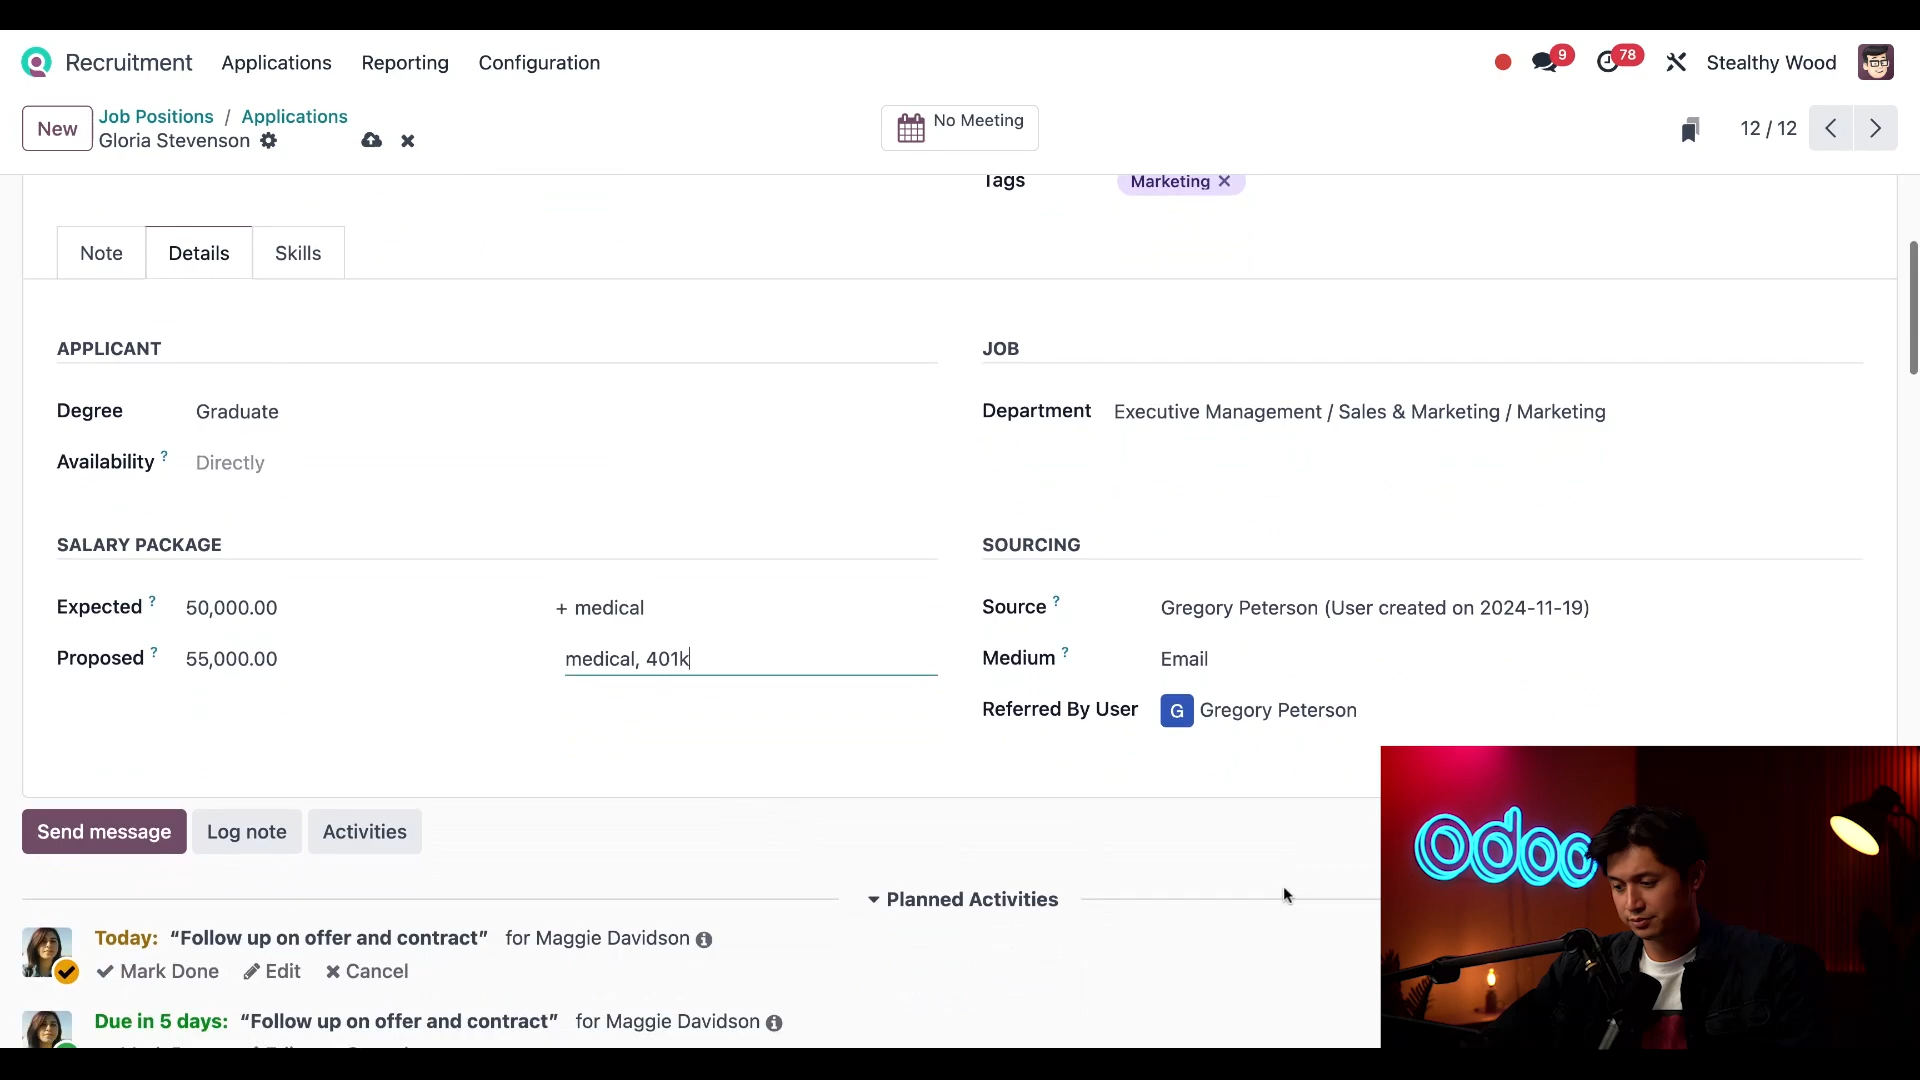 Recruitment Applications Reporting Configuration 9 78 Stealthy Wood
New Job Positions / Applications
Gloria Stevenson
No Meeting
12 / 12
Tags Marketing
Note Details Skills
APPLICANT JOB
Degree Graduate Department Executive Management / Sales & Marketing / Marketing
Availability ? Directly
SALARY PACKAGE SOURCING
Expected ? 50,000.00 + medical Source ? Gregory Peterson (User created on 2024-11-19)
Proposed ? 55,000.00 medical, 401k Medium ? Email
Referred By User G Gregory Peterson
Send message Log note Activities
odoo
Planned Activities
Today: “Follow up on offer and contract” for Maggie Davidson
Mark Done Edit Cancel
Due in 5 days: “Follow up on offer and contract” for Maggie Davidson